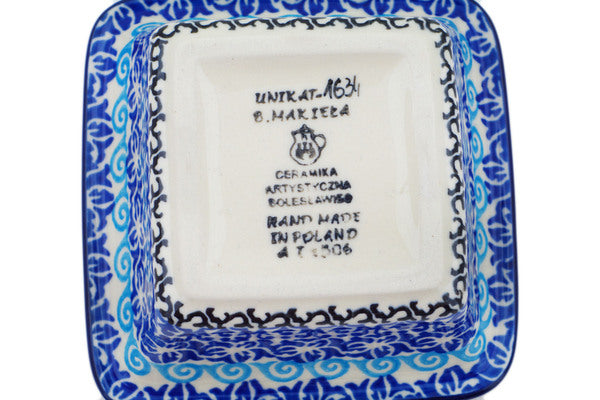 UNIKAT-1634
B.MAKIEŁA
CERAMIKA
ARTYSTYCZNA
BOLESŁAWIEC
HAND MADE
IN POLAND